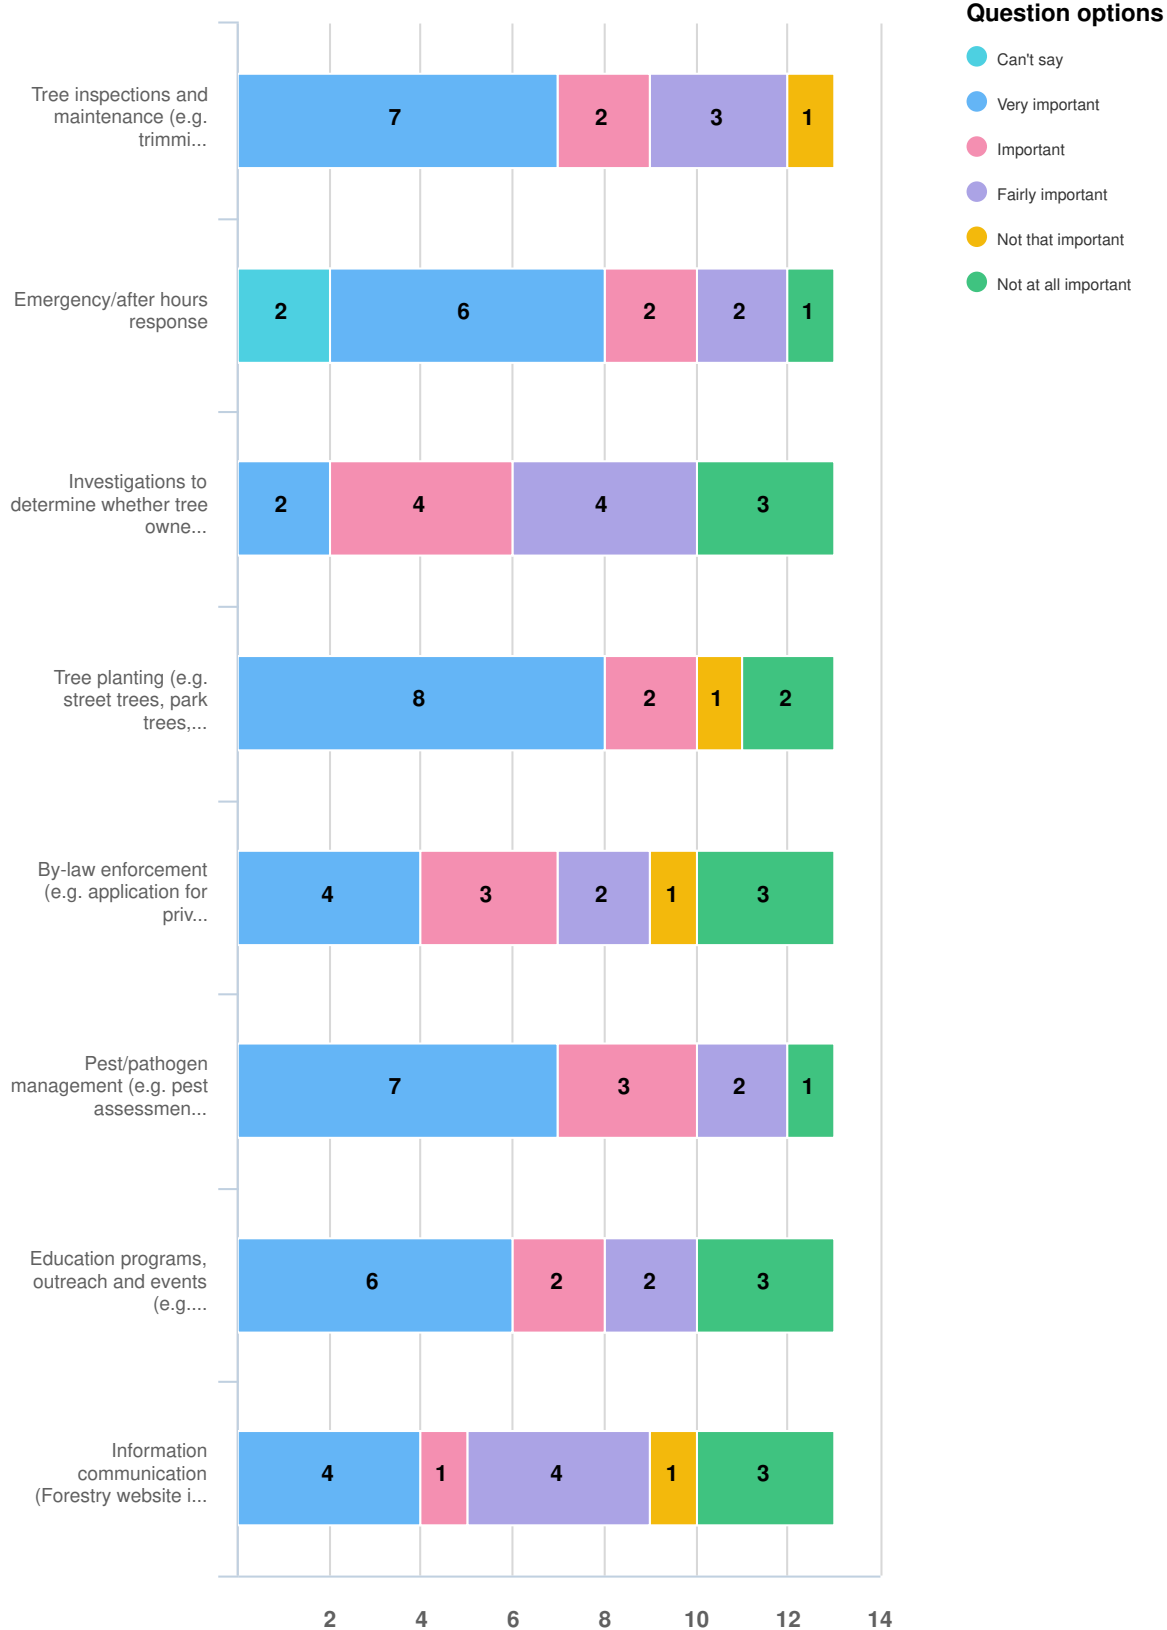 Question options
Can't say
Very important
Important
Fairly important
Not that important
Not at all important
Tree inspections and
maintenance (e.g.
trimmi...
7 2 3 1
Emergency/after hours
response
2 6 2 2 1
Investigations to
determine whether tree
owne...
2 4 4 3
Tree planting (e.g.
street trees, park
trees,...
8 2 1 2
By-law enforcement
(e.g. application for
priv...
4 3 2 1 3
Pest/pathogen
management (e.g. pest
assessmen...
7 3 2 1
Education programs,
outreach and events
(e.g....
6 2 2 3
Information
communication
(Forestry website i...
4 1 4 1 3
2 4 6 8 10 12 14